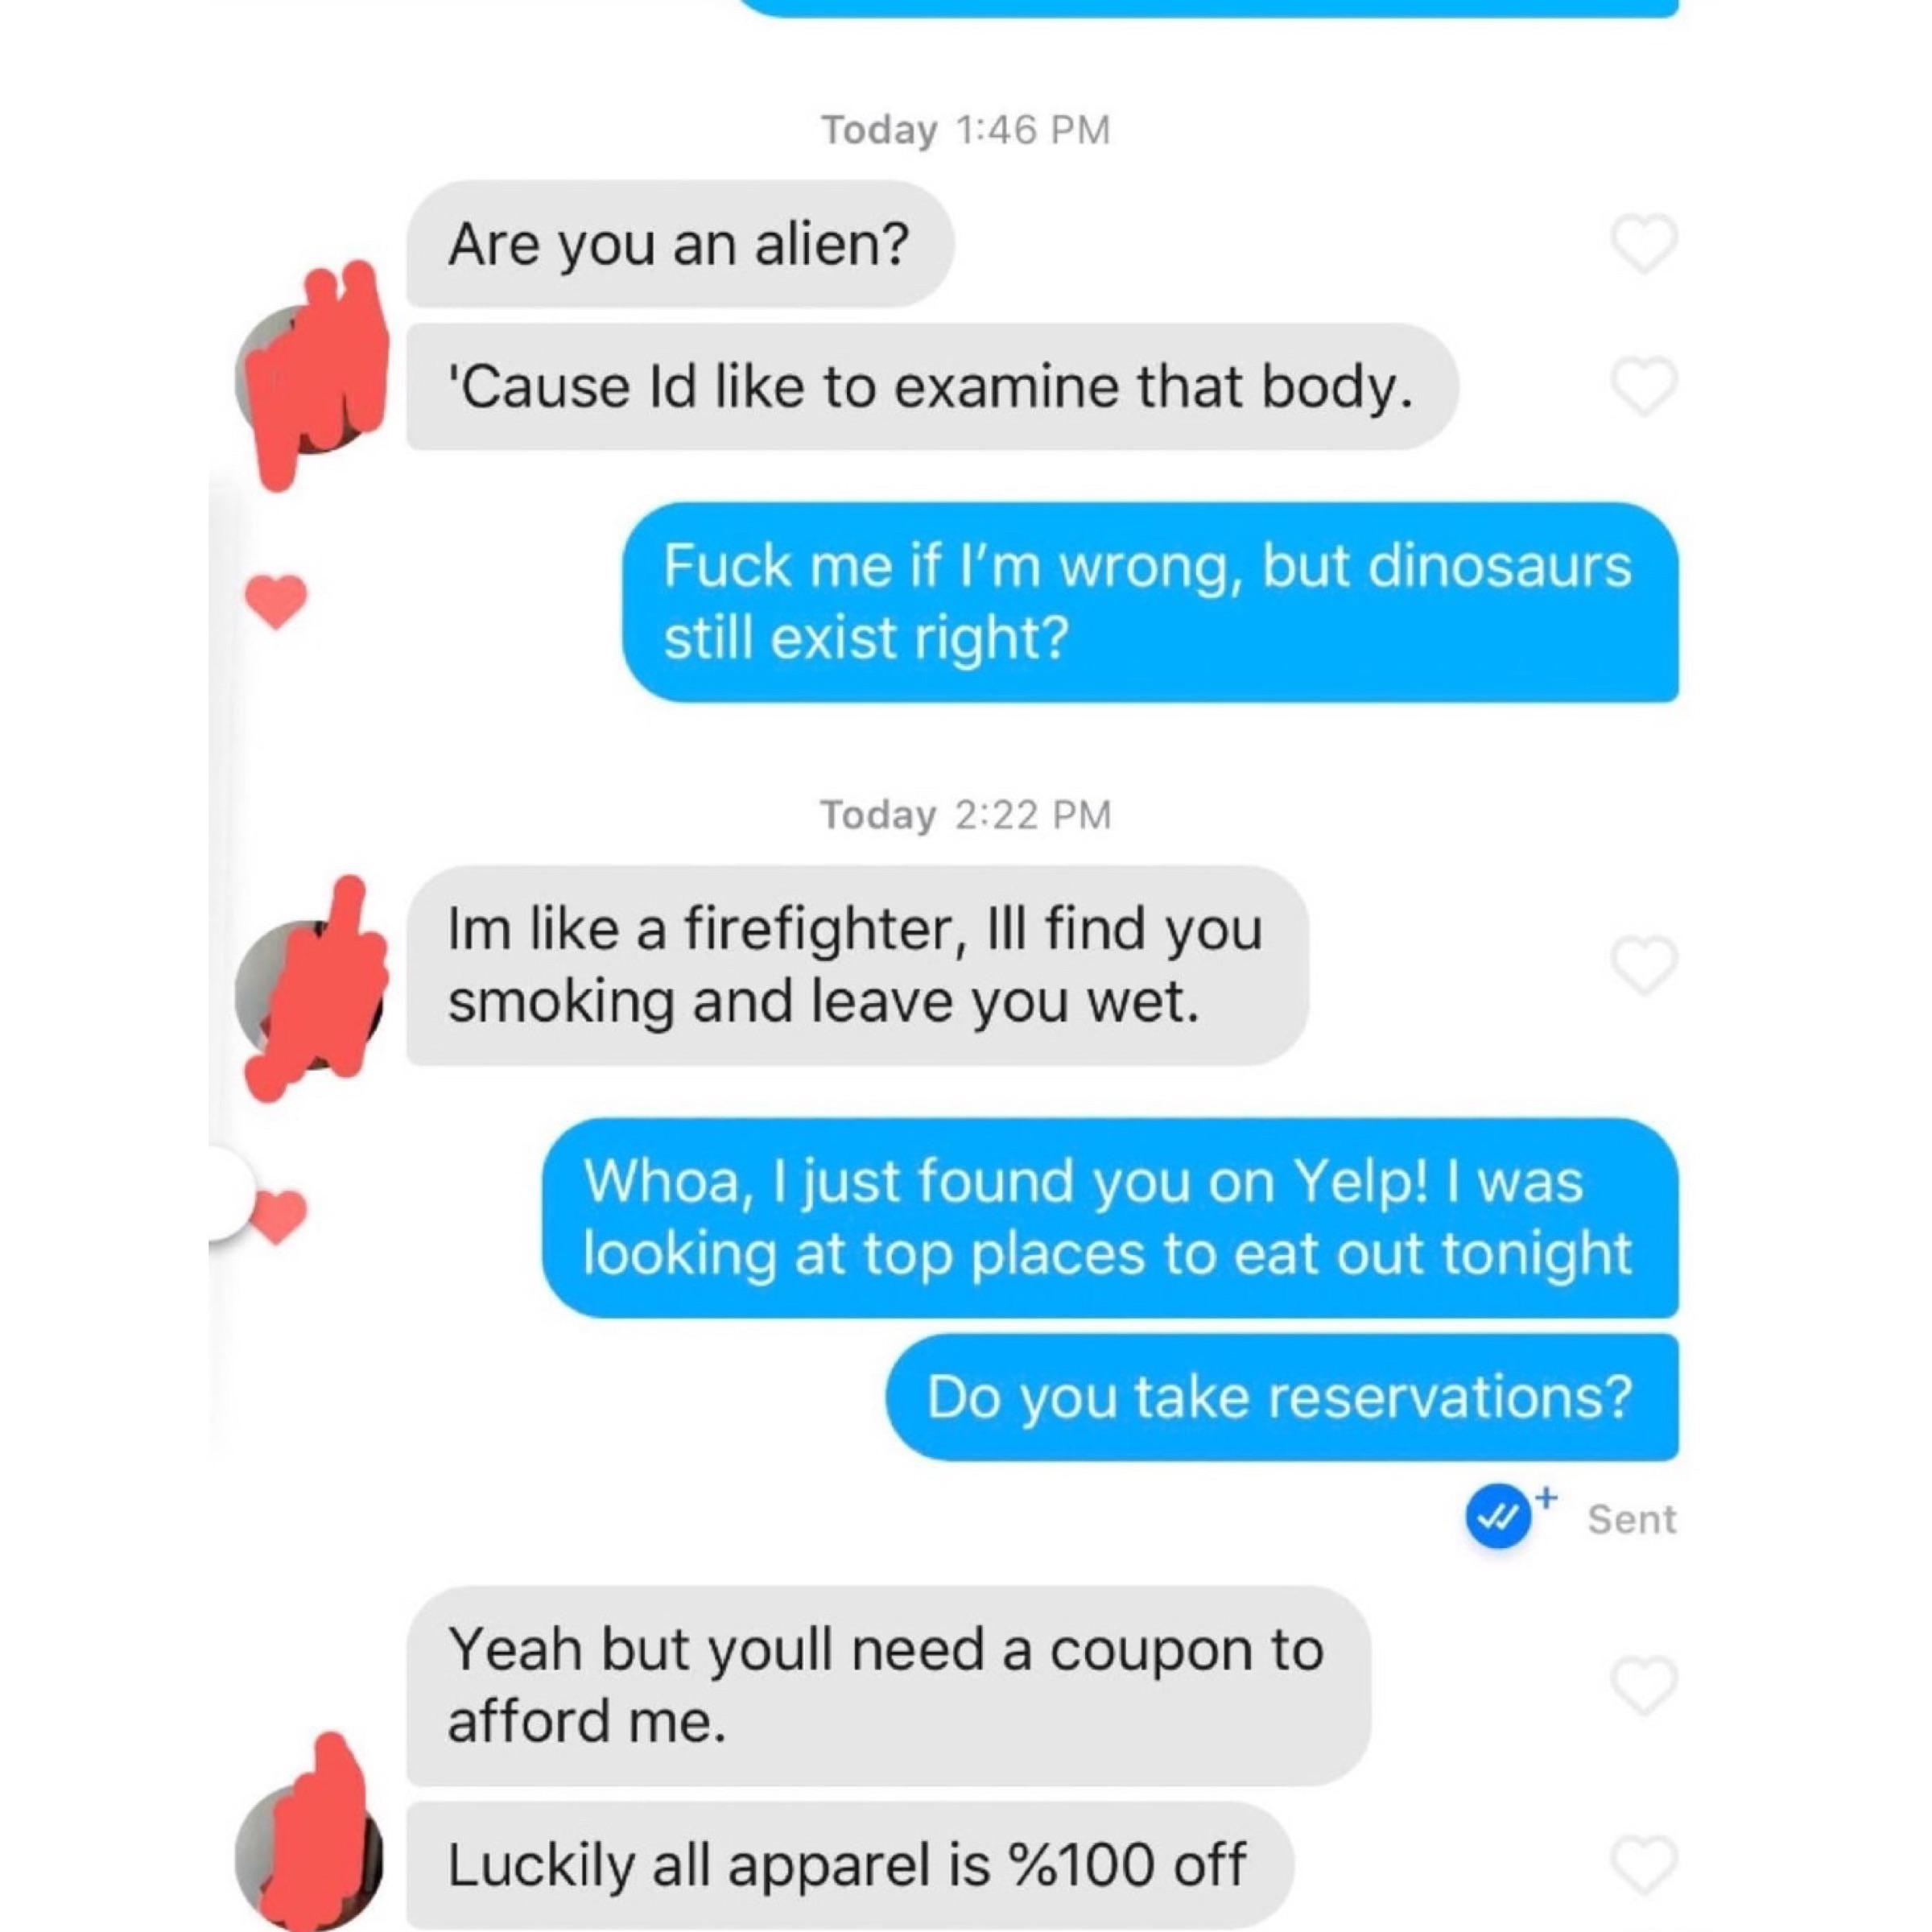 Today 1:46 PM
Are you an alien?
'Cause Id like to examine that body.
Fuck me if I’m wrong, but dinosaurs
still exist right?
Today 2:22 PM
Im like a firefighter, Ill find you
smoking and leave you wet.
Whoa, I just found you on Yelp! I was
looking at top places to eat out tonight
Do you take reservations?
Sent
Yeah but youll need a coupon to
afford me.
Luckily all apparel is %100 off